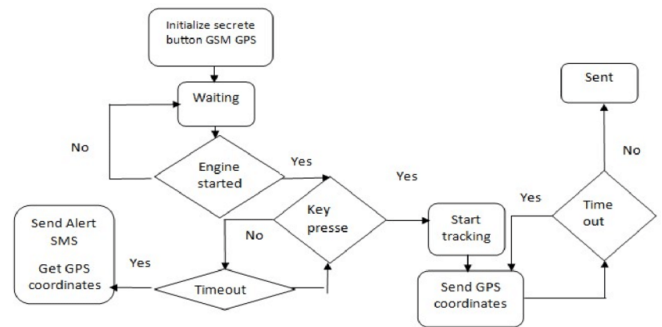 Initialize secrete
button GSM GPS
Waiting
No
Engine
started
Yes
Key
presse
Yes
Start
tracking
Send GPS
coordinates
Yes
Time
out
No
Sent
No
Timeout
Yes
Send Alert
SMS
Get GPS
coordinates